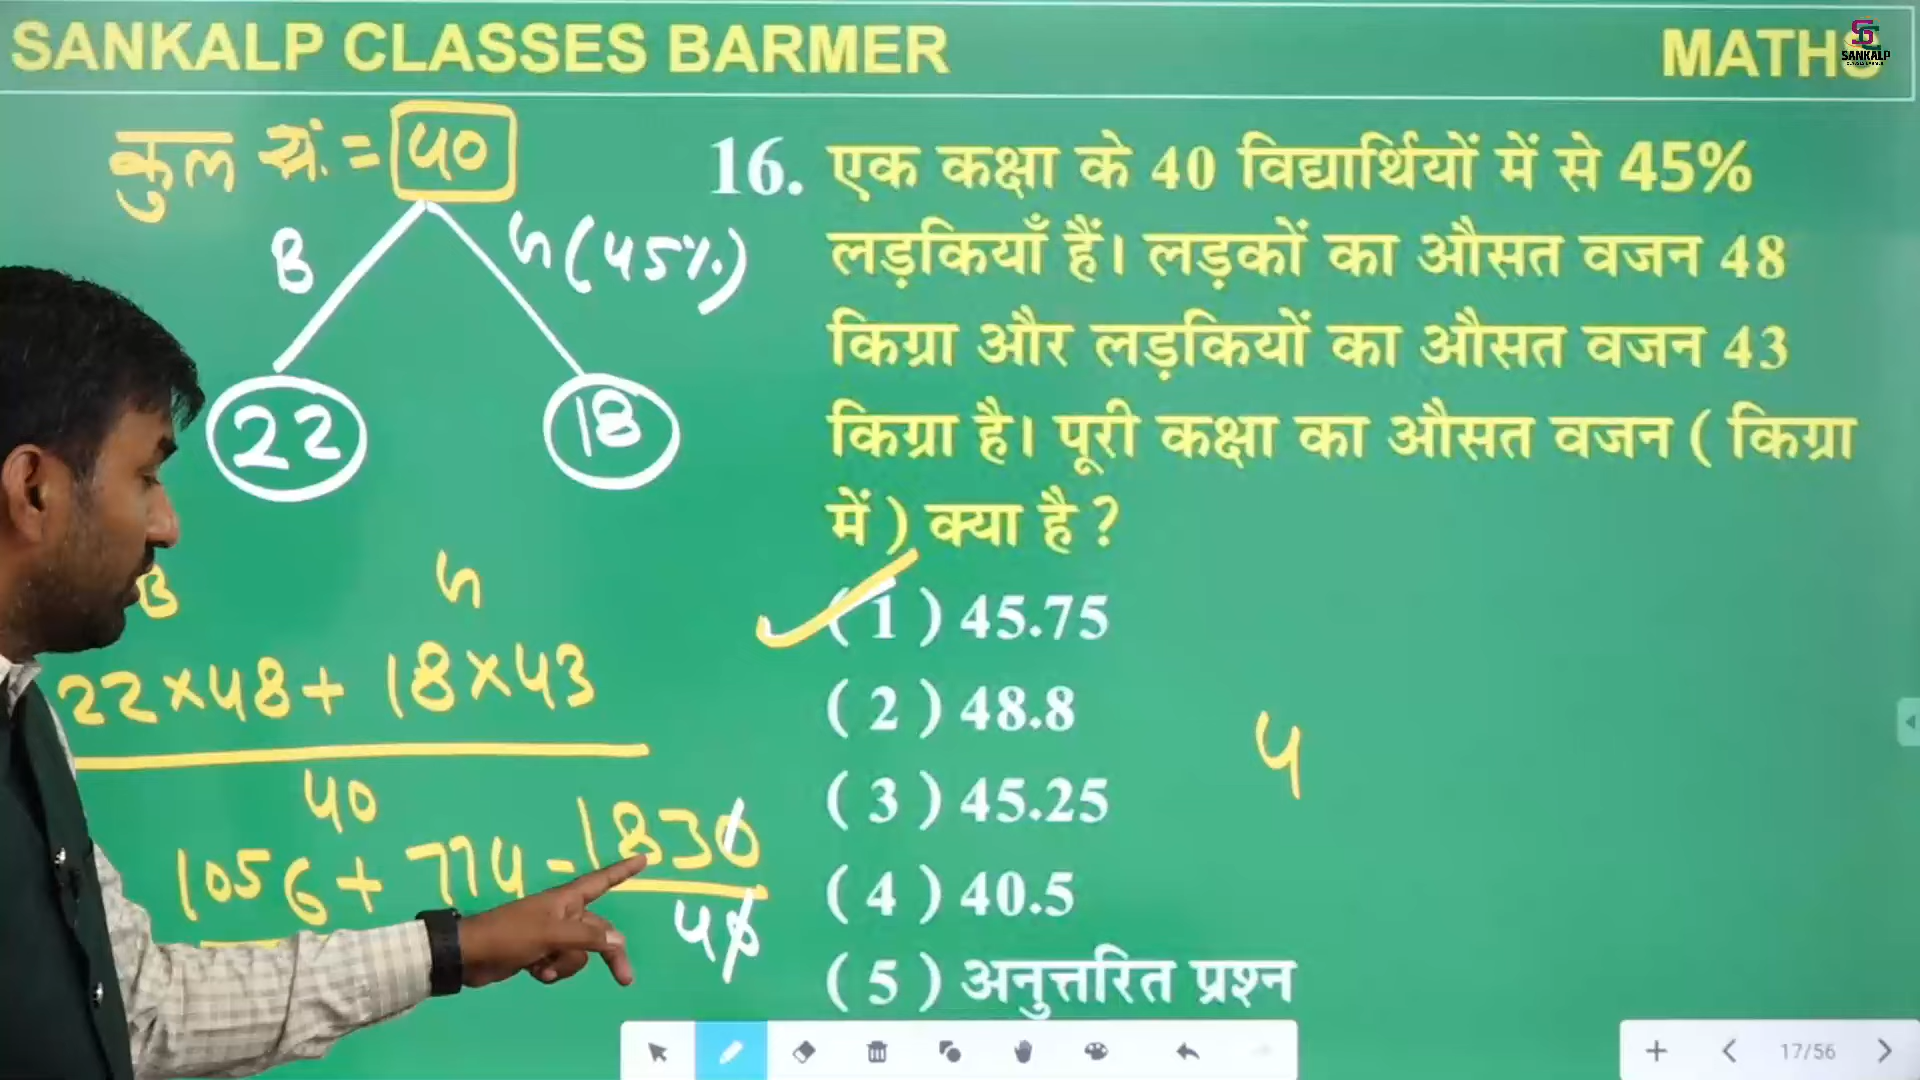 SANKALP CLASSES BARMER
MATHS
SANKALP
कुल सं. = 40
B
G (45%)
22
18
16. एक कक्षा के 40 विद्यार्थियों में से 45%
लड़कियाँ हैं। लड़कों का औसत वजन 48
किग्रा और लड़कियों का औसत वजन 43
किग्रा है। पूरी कक्षा का औसत वजन ( किग्रा
में ) क्या है ?
( 1 ) 45.75
( 2 ) 48.8
( 3 ) 45.25
( 4 ) 40.5
( 5 ) अनुत्तरित प्रश्न
B
G
22×48+ 18×43
40
1056+ 774 = 1830
40
4
17/56